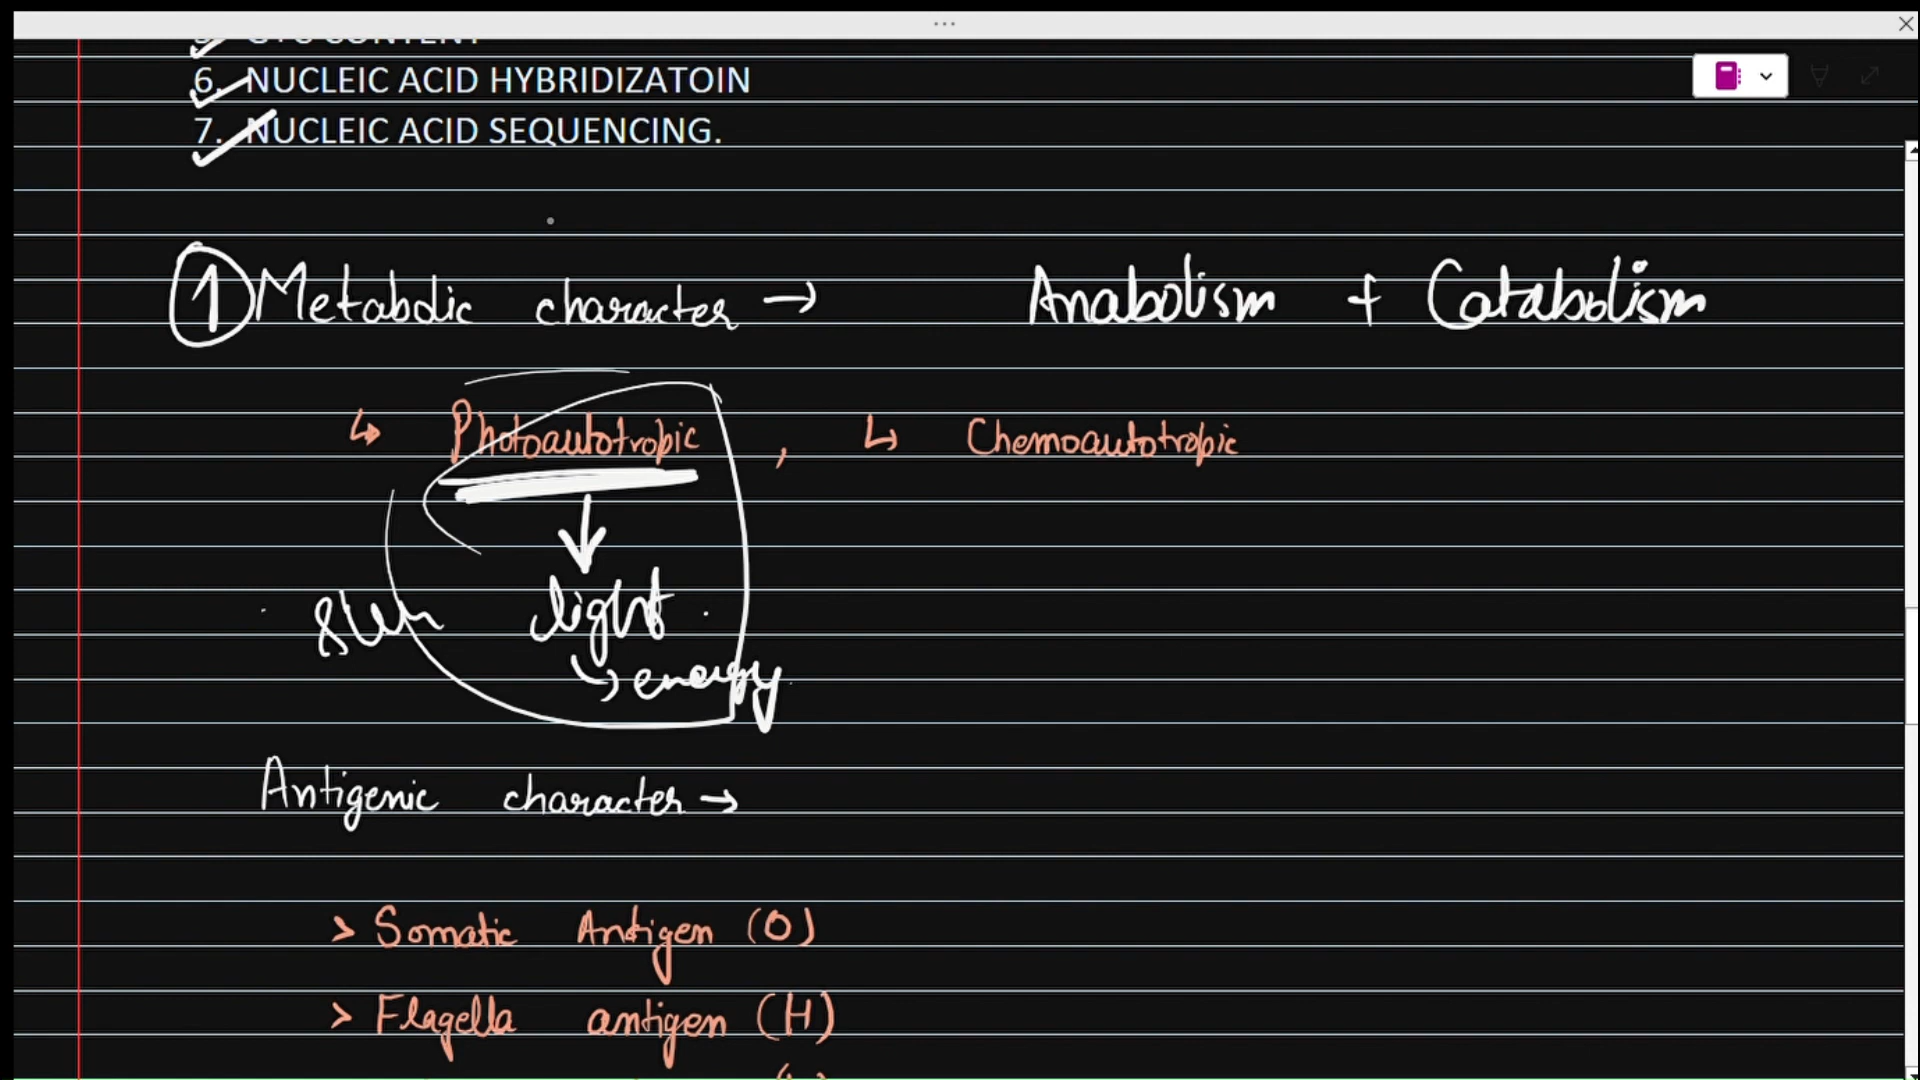 6. NUCLEIC ACID HYBRIDIZATOIN
7. NUCLEIC ACID SEQUENCING.
1 Metabolic character → Anabolism + Catabolism
↳ Photoautotropic , ↳ Chemoautotropic
↓
light
↳ energy
Antigenic character →
> Somatic Antigen (O)
> Flagella antigen (H)